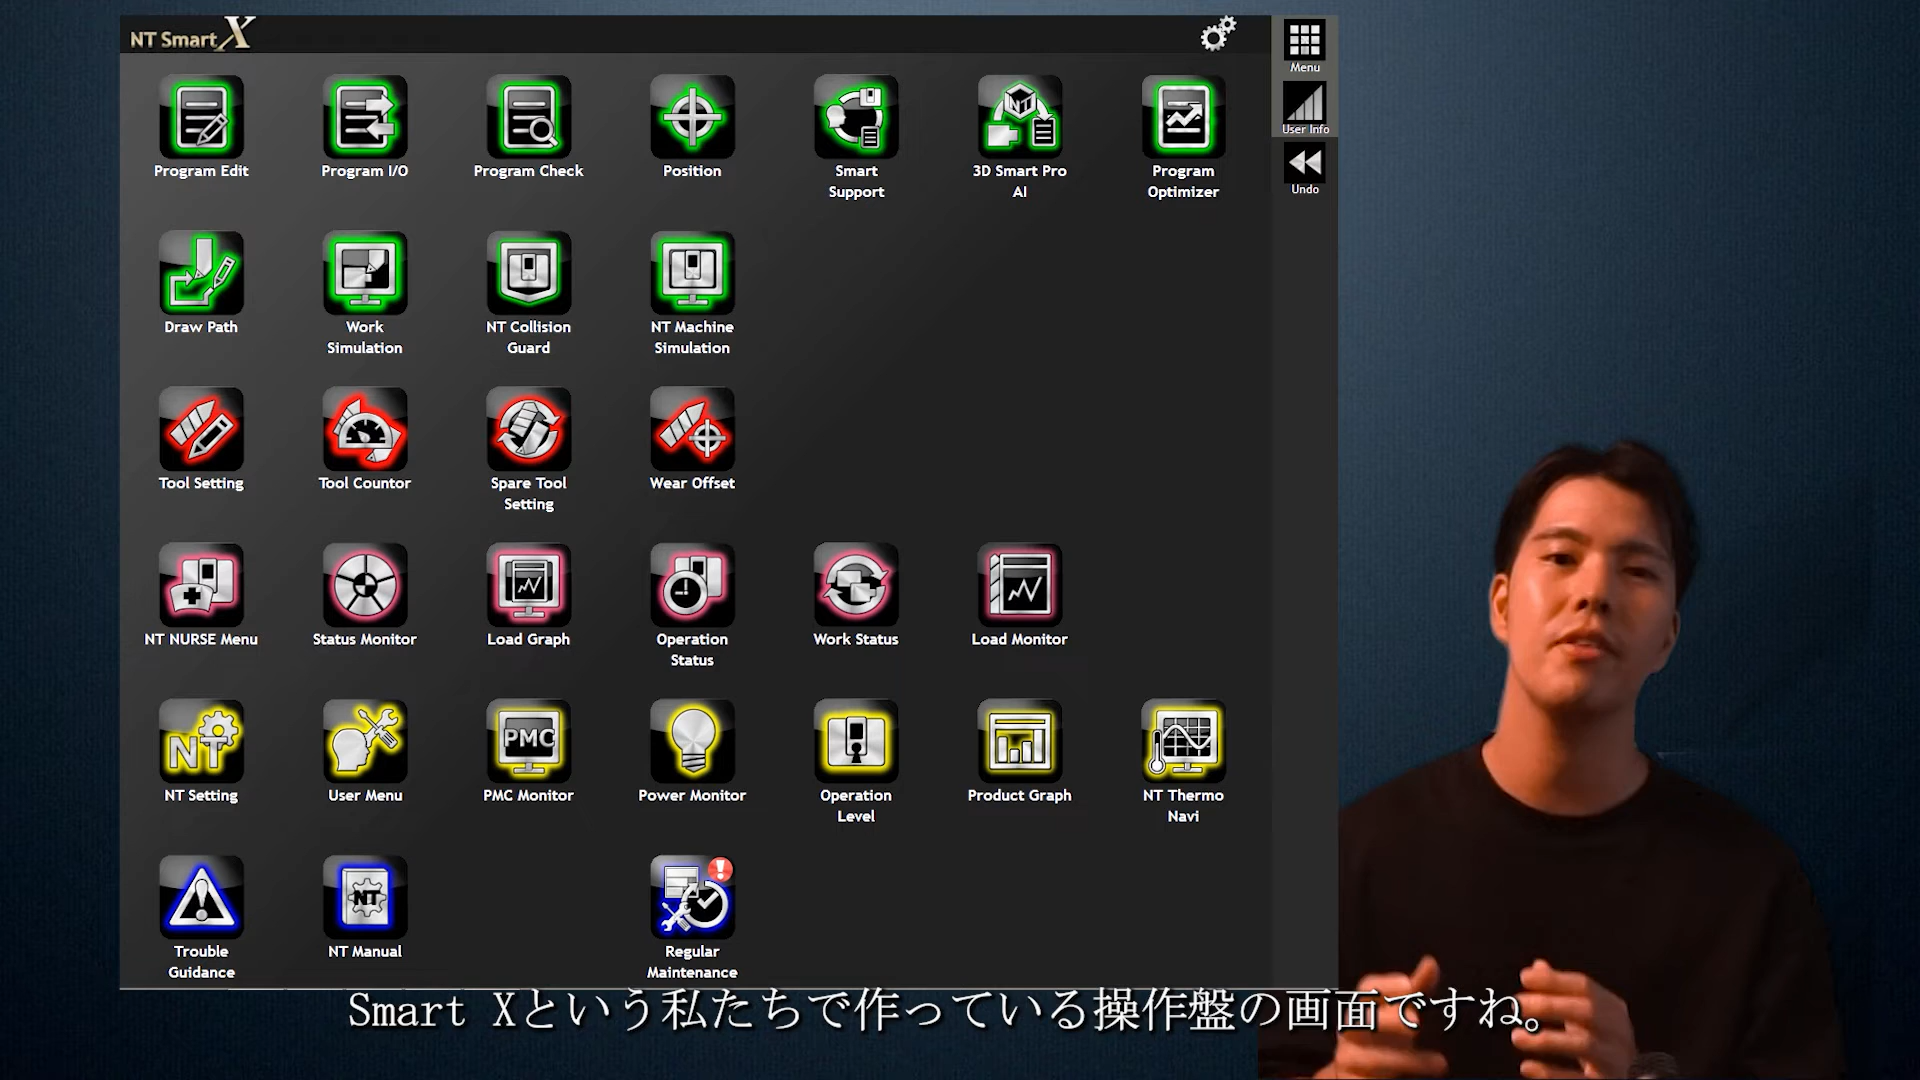 NT Smart X
Menu
User Info
Undo
Program Edit
Program I/O
Program Check
Position
Smart
Support
NT
3D Smart Pro
AI
Program
Optimizer
Draw Path
Work
Simulation
NT Collision
Guard
NT Machine
Simulation
Tool Setting
Tool Counter
Spare Tool
Setting
Wear Offset
NT NURSE Menu
Status Monitor
Load Graph
Operation
Status
Work Status
Load Monitor
NT
NT Setting
User Menu
PMC
PMC Monitor
Power Monitor
Operation
Level
Product Graph
NT Thermo
Navi
Trouble
Guidance
NT
NT Manual
Regular
Maintenance
Smart Xという私たちで作っている操作盤の画面ですね。